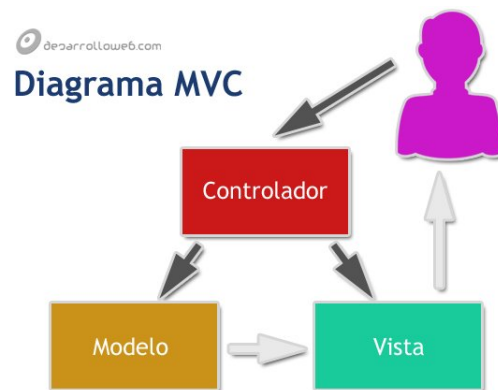 desarrolloweb.com
Diagrama MVC
Controlador
Modelo
Vista